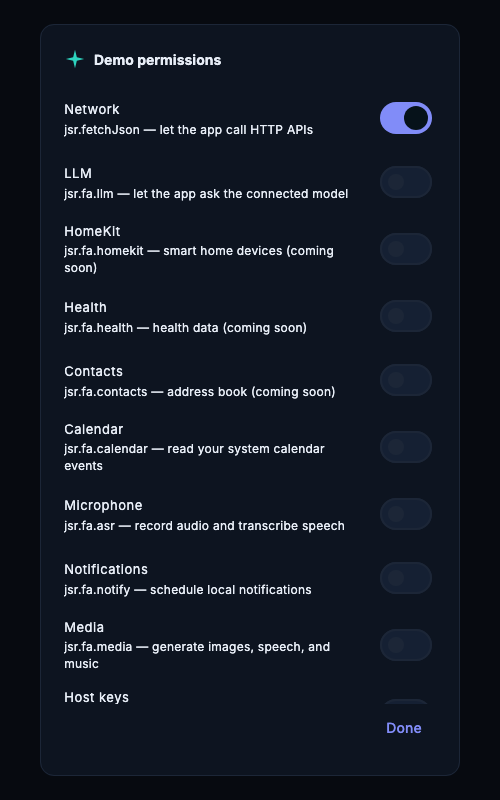 Demo permissions
Network
jsr.fetchJson — let the app call HTTP APIs
LLM
jsr.fa.llm — let the app ask the connected model
HomeKit
jsr.fa.homekit — smart home devices (coming
soon)
Health
jsr.fa.health — health data (coming soon)
Contacts
jsr.fa.contacts — address book (coming soon)
Calendar
jsr.fa.calendar — read your system calendar
events
Microphone
jsr.fa.asr — record audio and transcribe speech
Notifications
jsr.fa.notify — schedule local notifications
Media
jsr.fa.media — generate images, speech, and
music
Host keys
Done